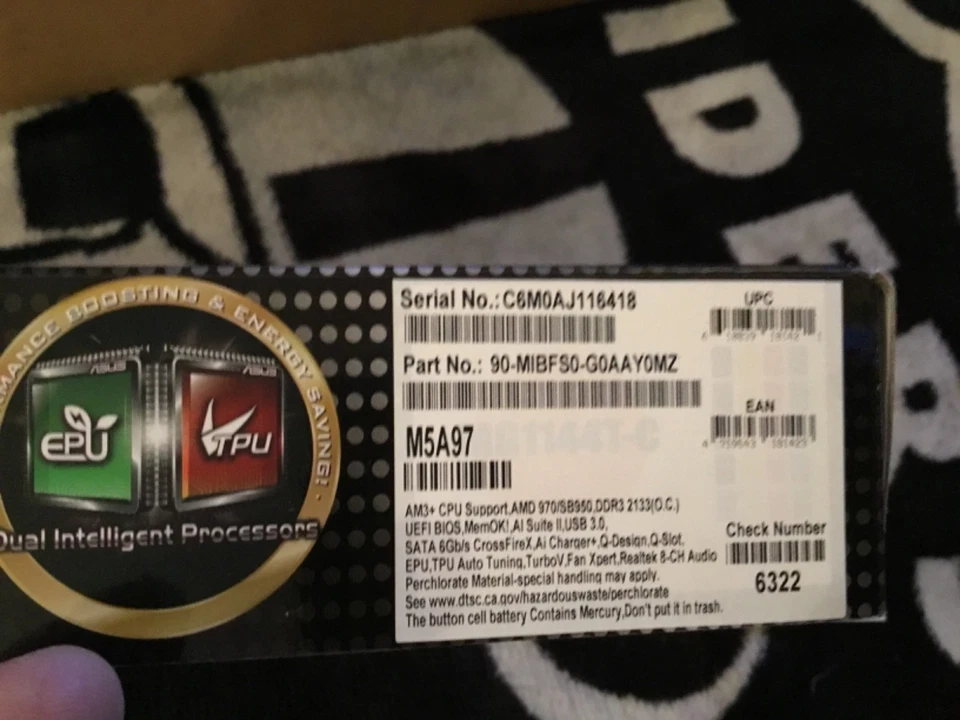 PERFORMANCE BOOSTING & ENERGY SAVING!
ASUS
ASUS
EPU
TPU
Dual Intelligent Processors
Serial No.:C6M0AJ116418
UPC
Part No.: 90-MIBFS0-G0AAY0MZ
EAN
M5A97
AM3+ CPU Support,AMD 970/SB950,DDR3 2133(O.C.)
UEFI BIOS,MemOK!,AI Suite II,USB 3.0,
SATA 6Gb/s CrossFireX,Ai Charger+,Q-Design,Q-Slot,
EPU,TPU Auto Tuning,TurboV,Fan Xpert,Realtek 8-CH Audio
Perchlorate Material-special handling may apply.
See www.dtsc.ca.gov/hazardouswaste/perchlorate
The button cell battery Contains Mercury,Don't put it in trash.
Check Number
6322